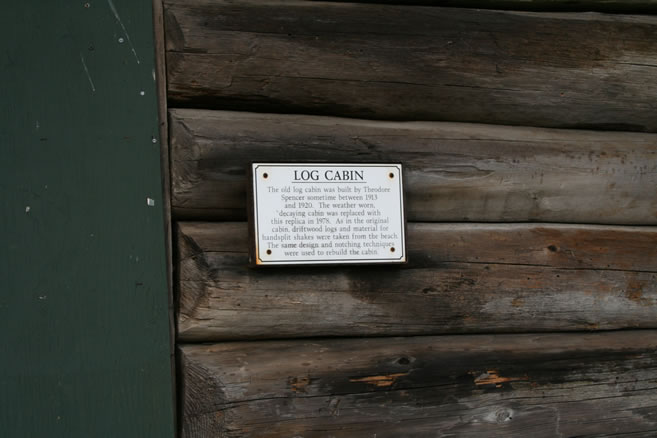 LOG CABIN
The old log cabin was built by Theodore
Spencer sometime between 1913
and 1920. The weather worn,
decaying cabin was replaced with
this replica in 1978. As in the original
cabin, driftwood logs and material for
handsplit shakes were taken from the beach.
The same design and notching techniques
were used to rebuild the cabin.